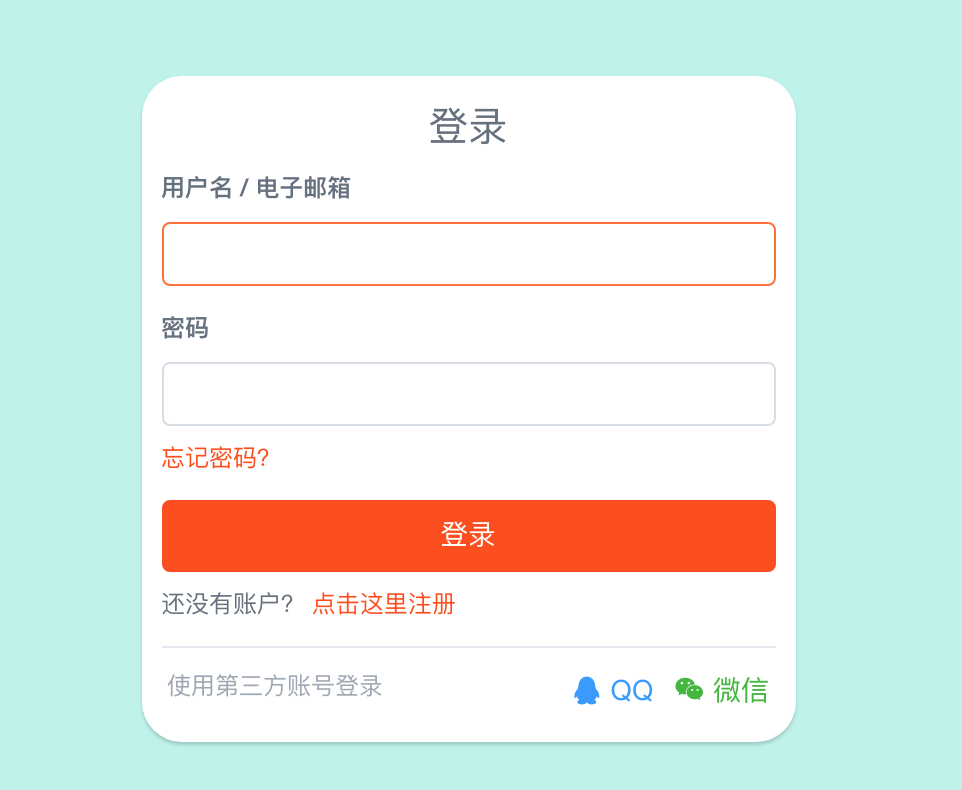 登录
用户名 / 电子邮箱
密码
忘记密码?
登录
还没有账户? 点击这里注册
使用第三方账号登录 QQ 微信